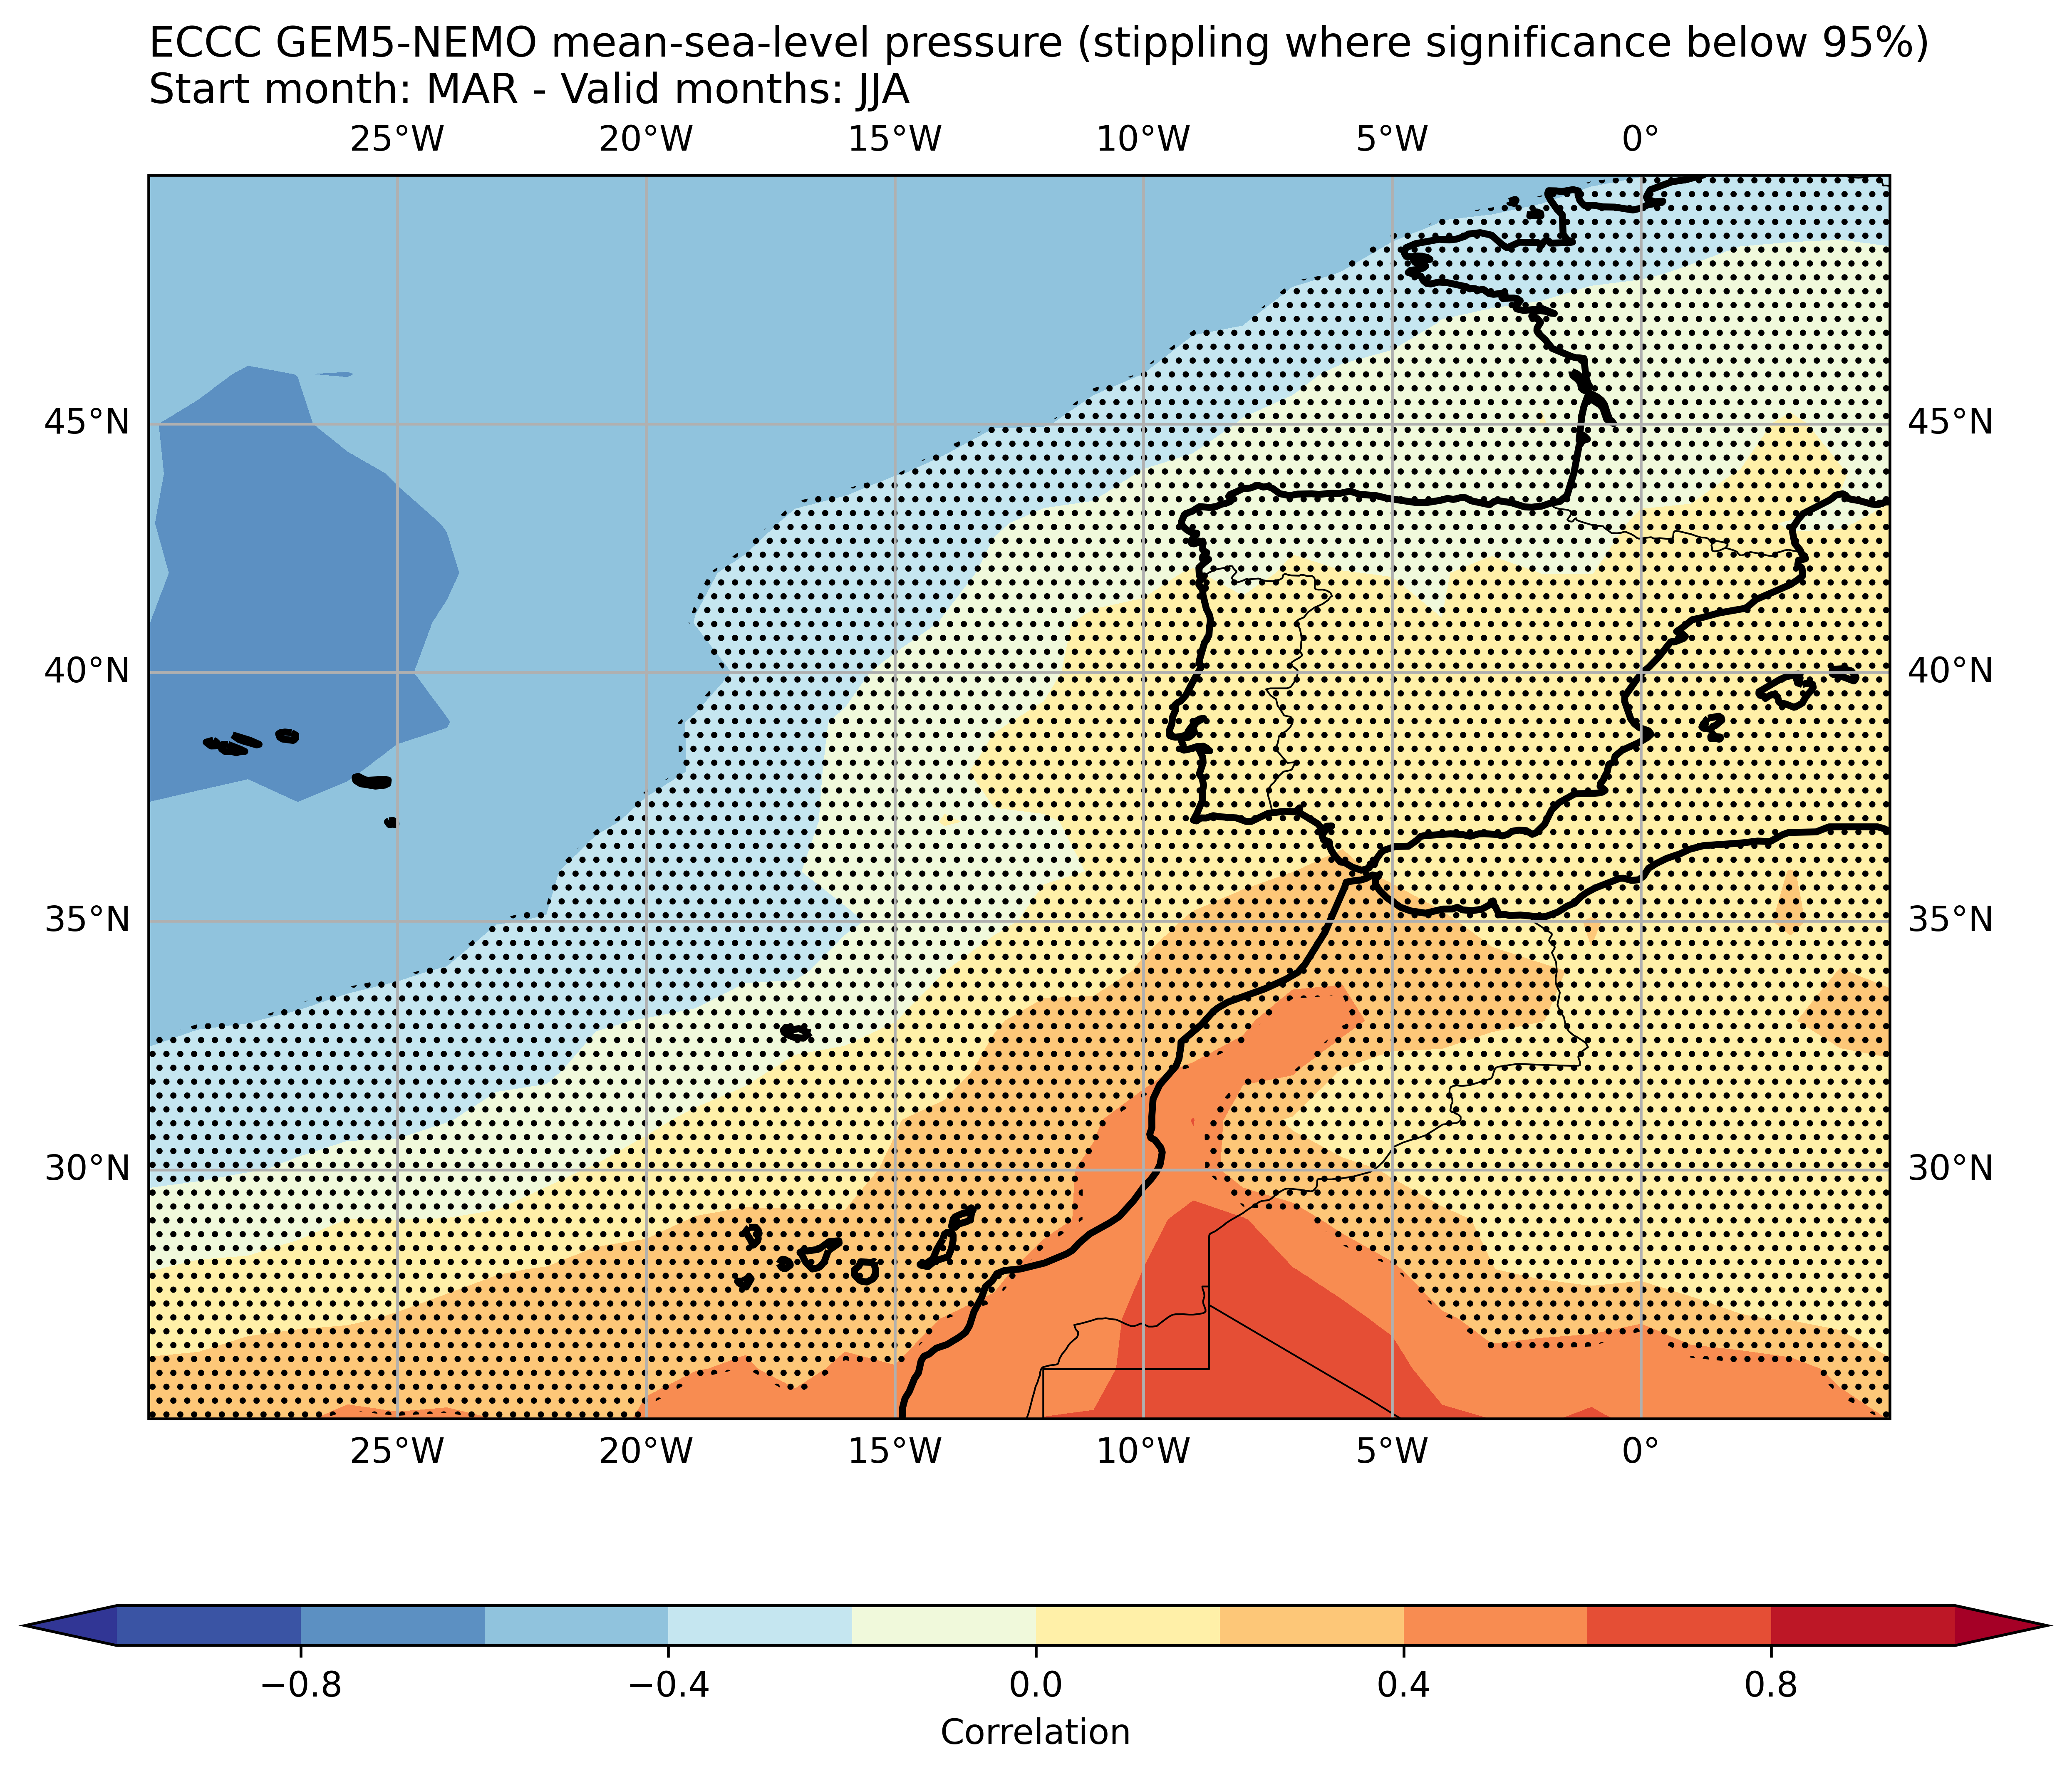 ECCC GEM5-NEMO mean-sea-level pressure (stippling where significance below 95%)
Start month: MAR - Valid months: JJA
25°W 20°W 15°W 10°W 5°W 0°
45°N 45°N
40°N 40°N
35°N 35°N
30°N 30°N
25°W 20°W 15°W 10°W 5°W 0°
−0.8 −0.4 0.0 0.4 0.8
Correlation